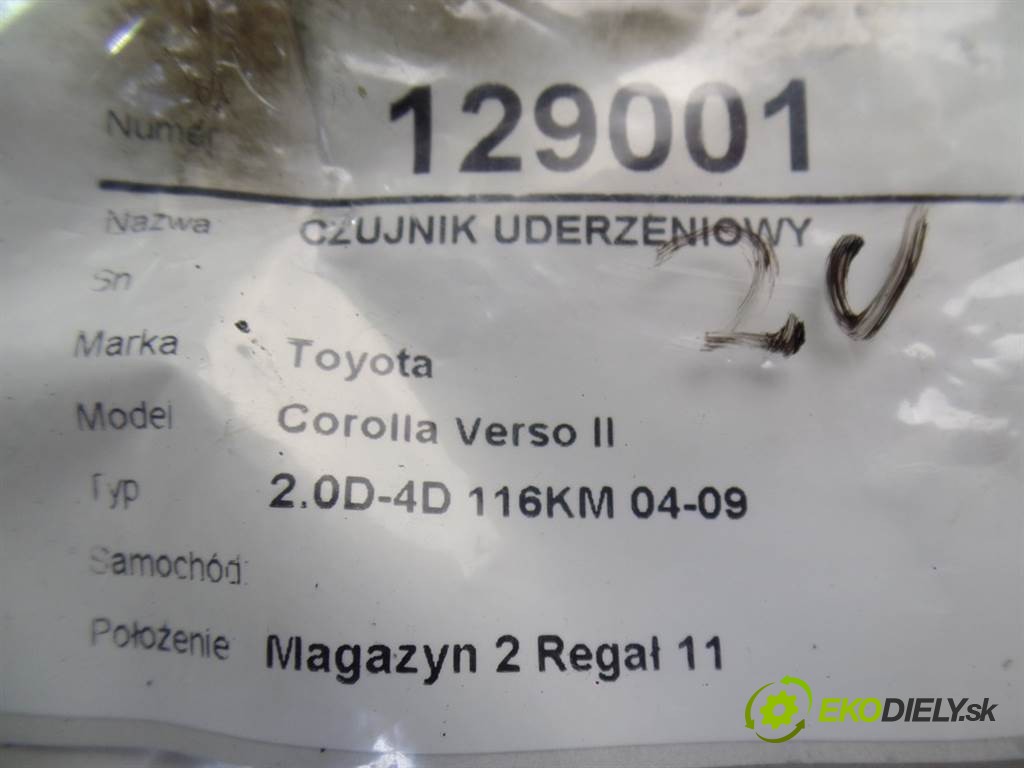 Numer 129001
Nazwa CZUJNIK UDERZENIOWY
Sn
Marka Toyota
Model Corolla Verso II
Typ 2.0D-4D 116KM 04-09
Samochód:
Położenie Magazyn 2 Regał 11
EKODIELY.sk